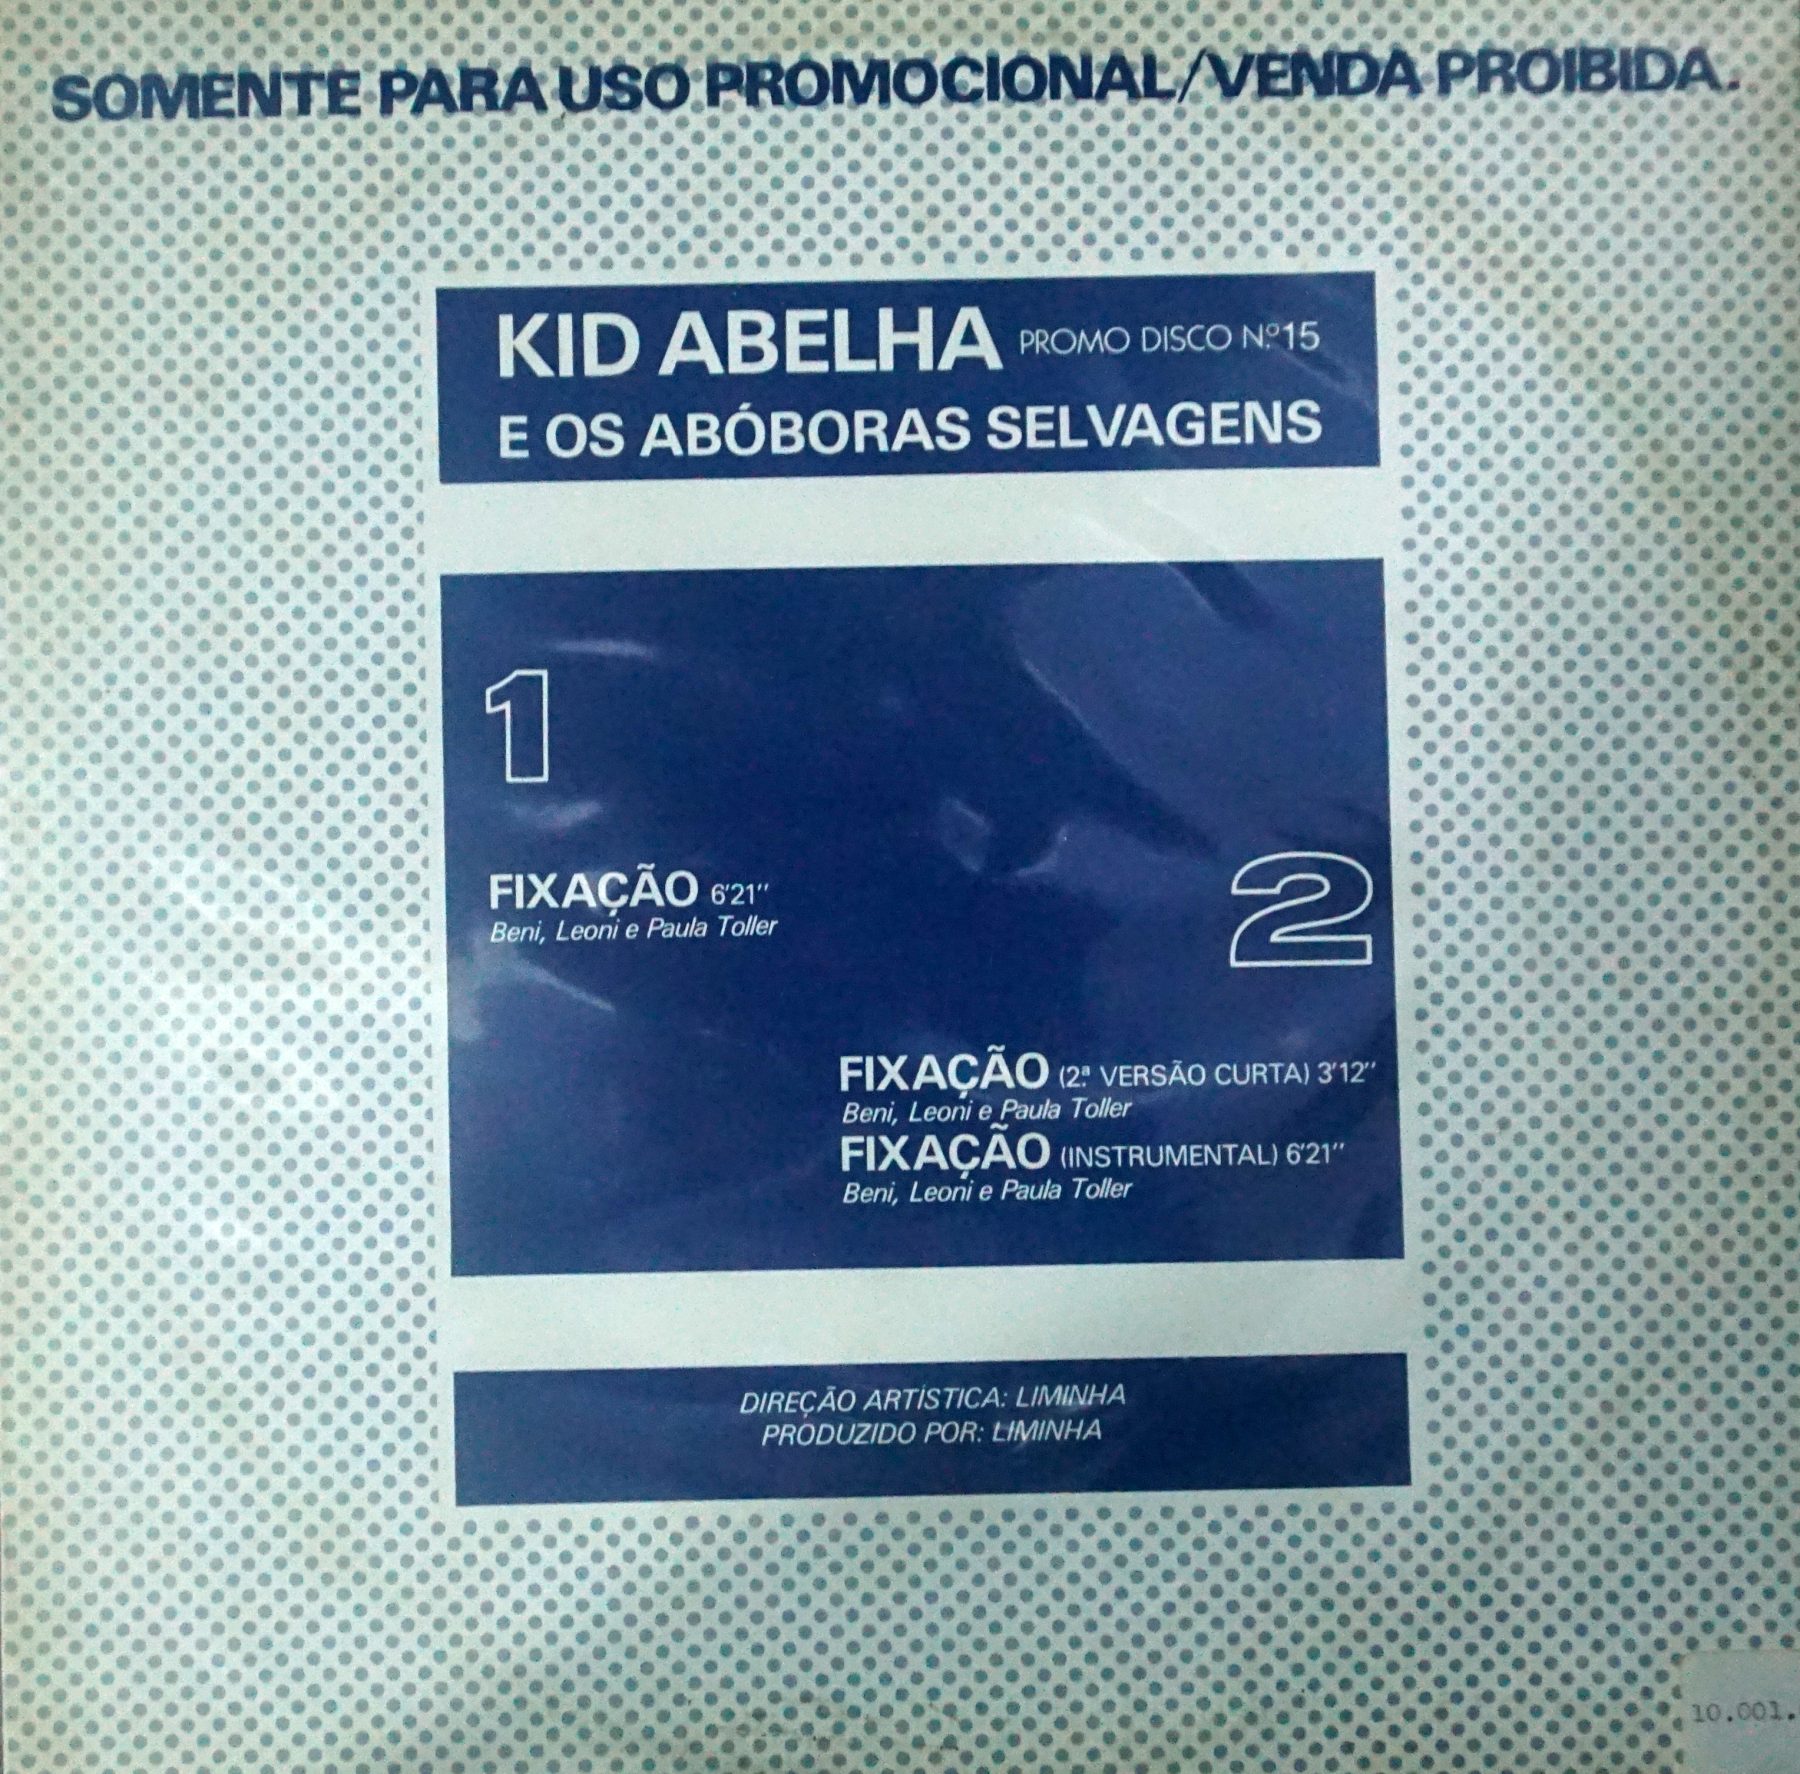 SOMENTE PARA USO PROMOCIONAL/VENDA PROIBIDA.
KID ABELHA PROMO DISCO N.º 15
E OS ABÓBORAS SELVAGENS
1
FIXAÇÃO 6'21''
Beni, Leoni e Paula Toller
2
FIXAÇÃO (2.ª VERSÃO CURTA) 3'12''
Beni, Leoni e Paula Toller
FIXAÇÃO (INSTRUMENTAL) 6'21''
Beni, Leoni e Paula Toller
DIREÇÃO ARTÍSTICA: LIMINHA
PRODUZIDO POR: LIMINHA
10.001.